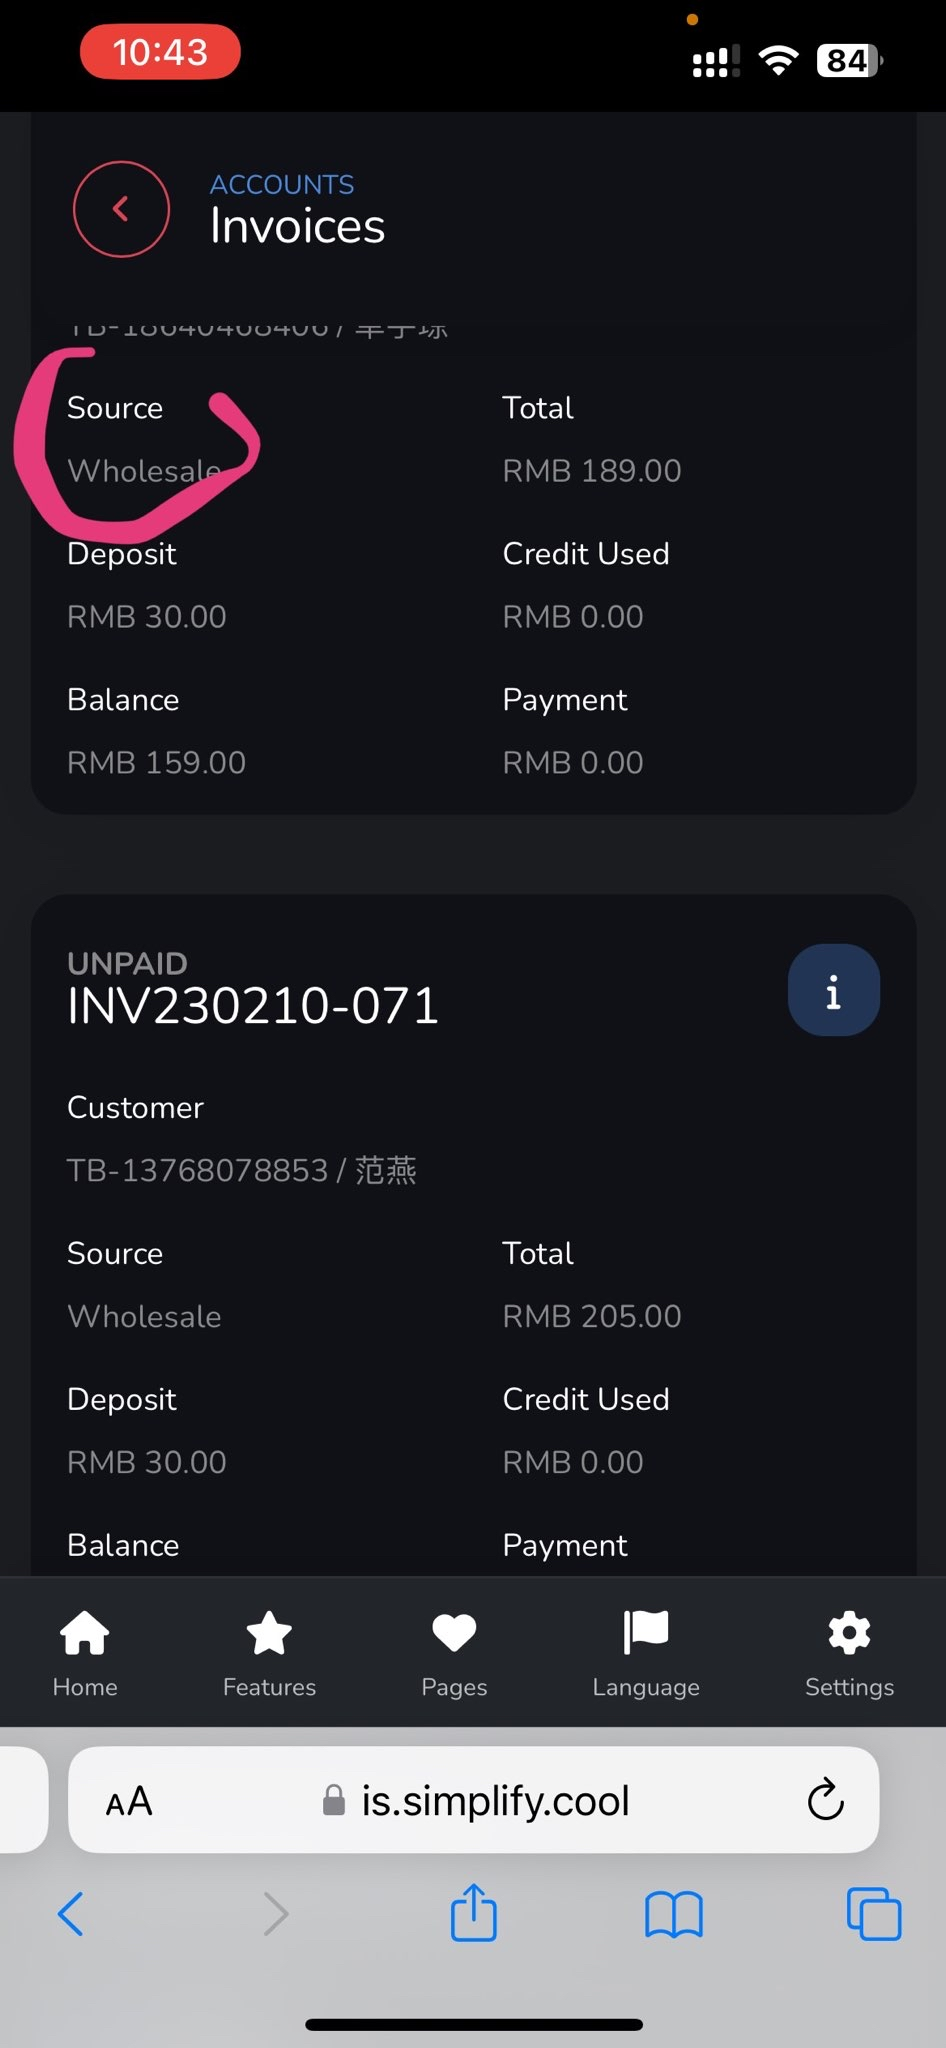 10:43
84
ACCOUNTS
Invoices
TB-18640468406 /
Source
Total
Wholesale
RMB 189.00
Deposit
Credit Used
RMB 30.00
RMB 0.00
Balance
Payment
RMB 159.00
RMB 0.00
UNPAID
INV230210-071
i
Customer
TB-13768078853 / 范燕
Source
Total
Wholesale
RMB 205.00
Deposit
Credit Used
RMB 30.00
RMB 0.00
Balance
Payment
Home Features Pages Language Settings
AA is.simplify.cool